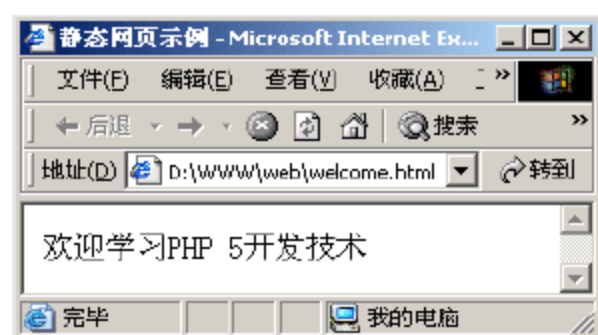 静态网页示例 - Microsoft Internet Ex...
文件(F) 编辑(E) 查看(V) 收藏(A) »
后退 搜索 »
地址(D) D:\WWW\web\welcome.html 转到
欢迎学习PHP 5开发技术
完毕 我的电脑